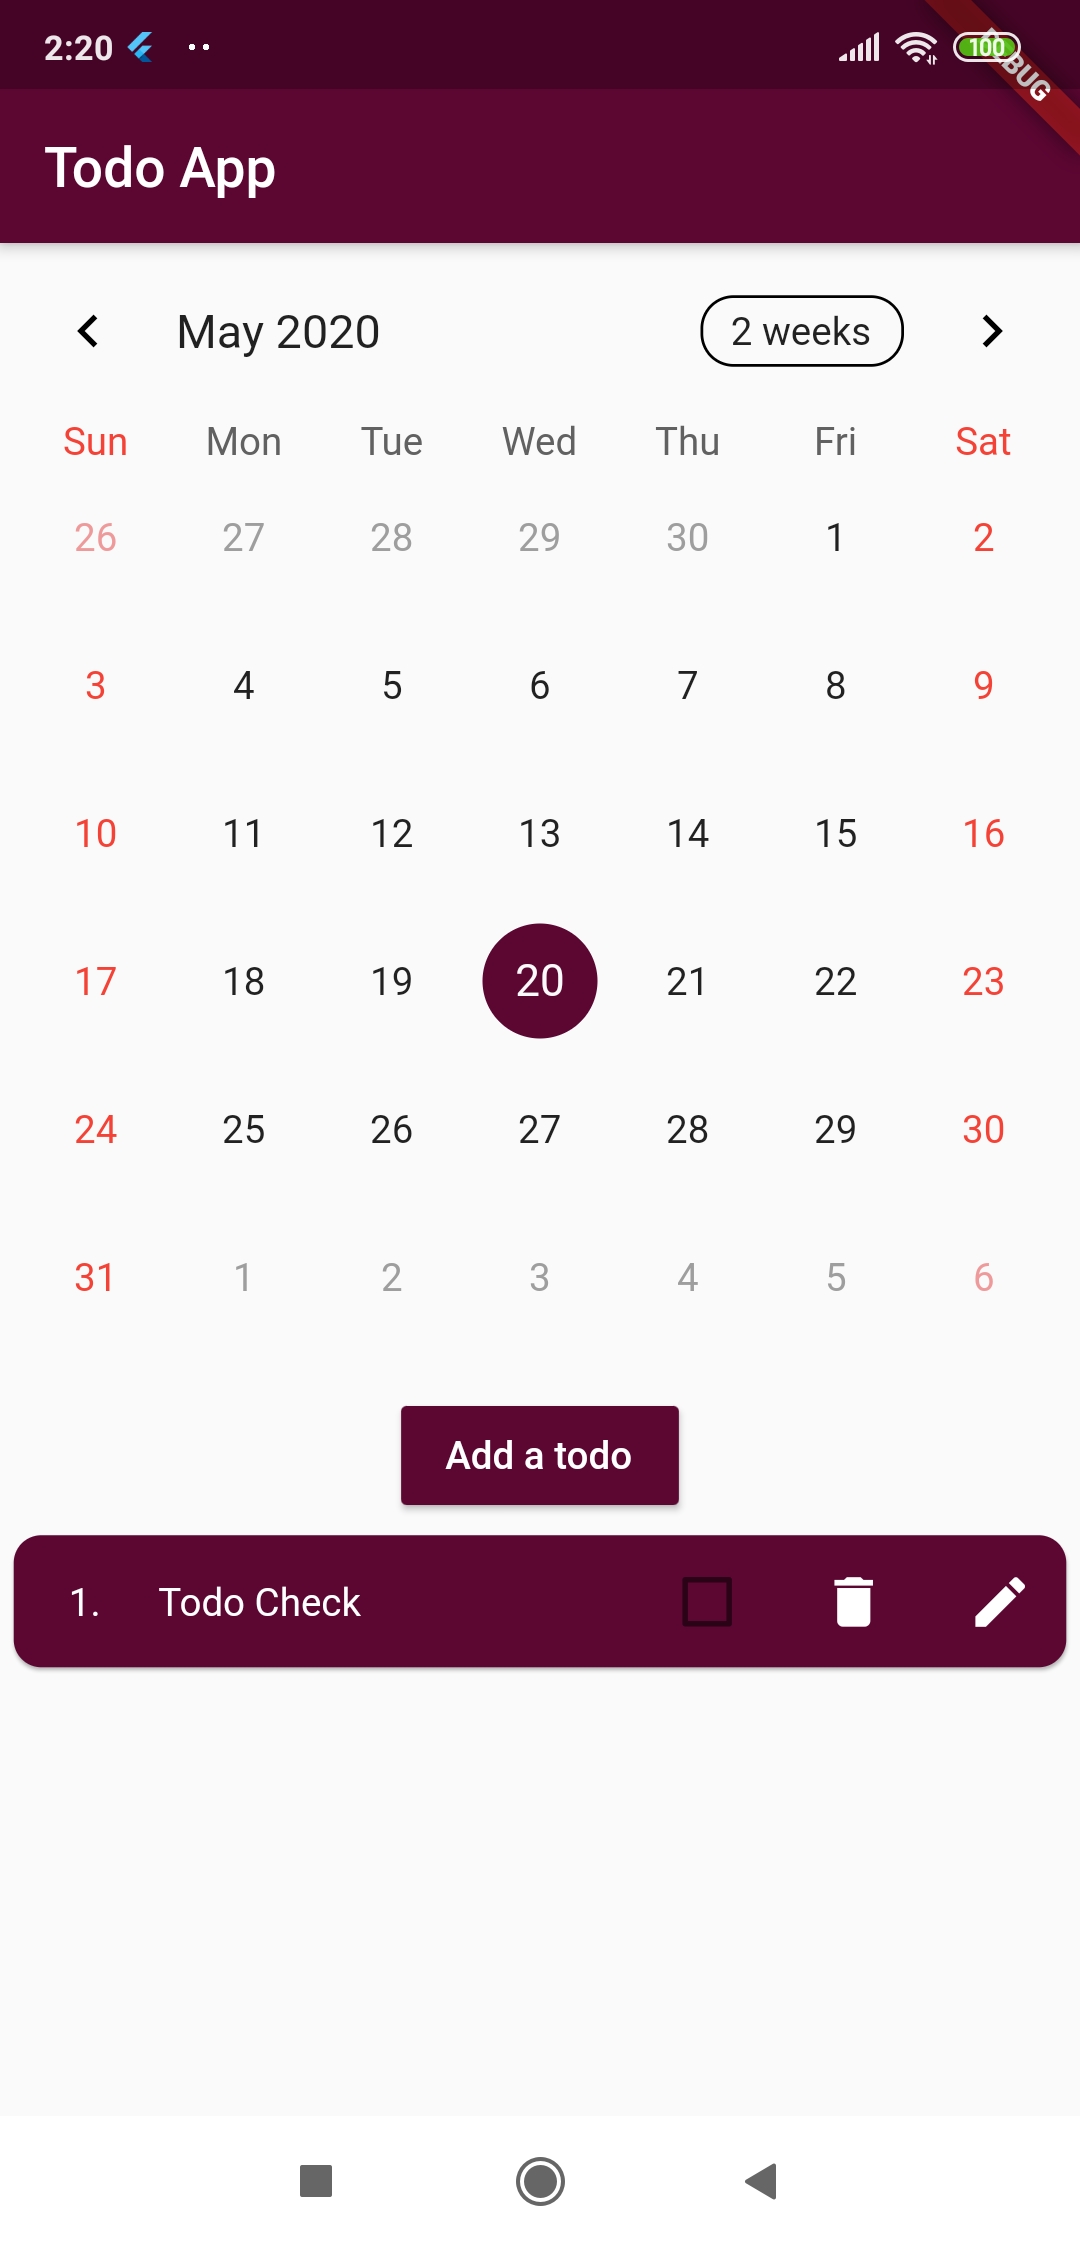 2:20
100
DEBUG
Todo App
May 2020
2 weeks
Sun Mon Tue Wed Thu Fri Sat
26 27 28 29 30 1 2
3 4 5 6 7 8 9
10 11 12 13 14 15 16
17 18 19 20 21 22 23
24 25 26 27 28 29 30
31 1 2 3 4 5 6
Add a todo
1. Todo Check